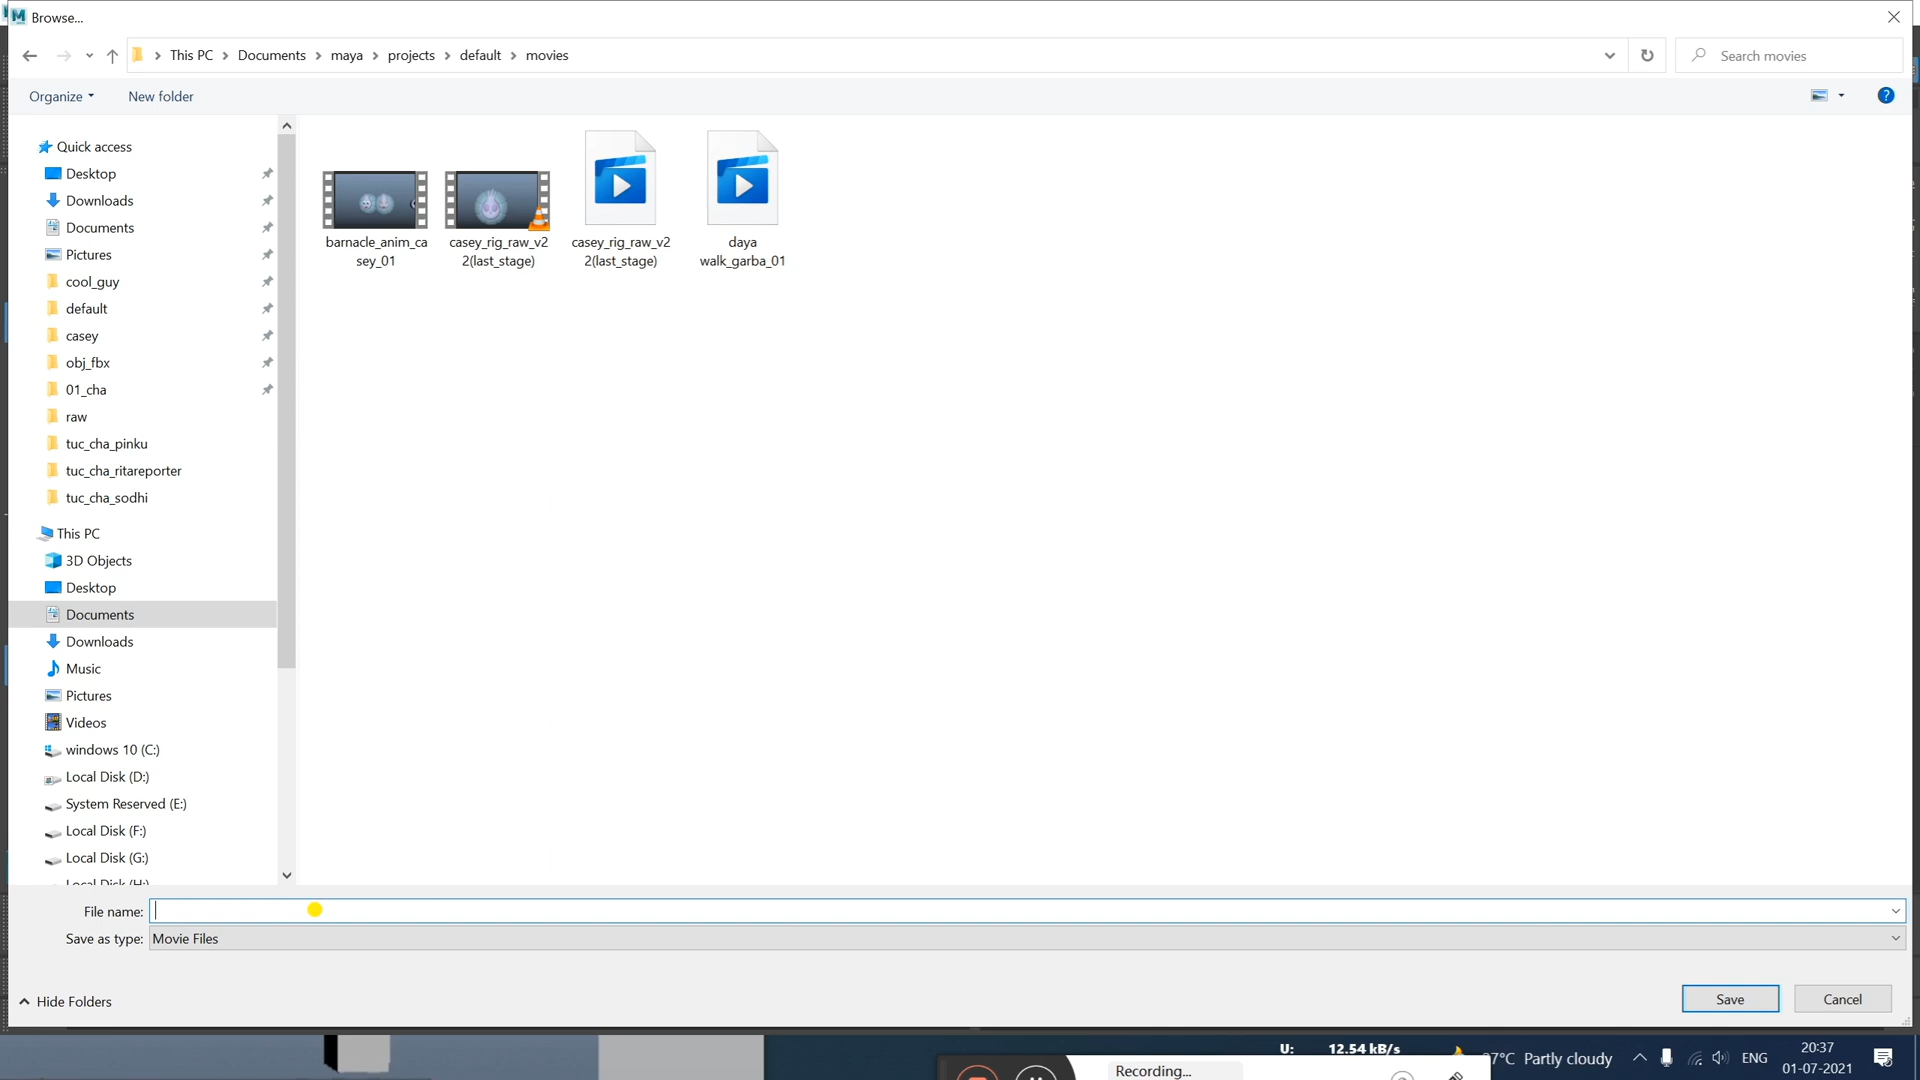 Browse...
This PC > Documents > maya > projects > default > movies
Search movies
Organize
New folder
Quick access
Desktop
Downloads
Documents
Pictures
cool_guy
default
casey
obj_fbx
01_cha
raw
tuc_cha_pinku
tuc_cha_ritareporter
tuc_cha_sodhi
This PC
3D Objects
Desktop
Documents
Downloads
Music
Pictures
Videos
windows 10 (C:)
Local Disk (D:)
System Reserved (E:)
Local Disk (F:)
Local Disk (G:)
Local Disk (H:)
barnacle_anim_ca
sey_01
casey_rig_raw_v2
2(last_stage)
casey_rig_raw_v2
2(last_stage)
daya
walk_garba_01
File name:
Save as type: Movie Files
Hide Folders
Save
Cancel
U: 12.54 kB/s
Partly cloudy
ENG
20:37
01-07-2021
Recording...